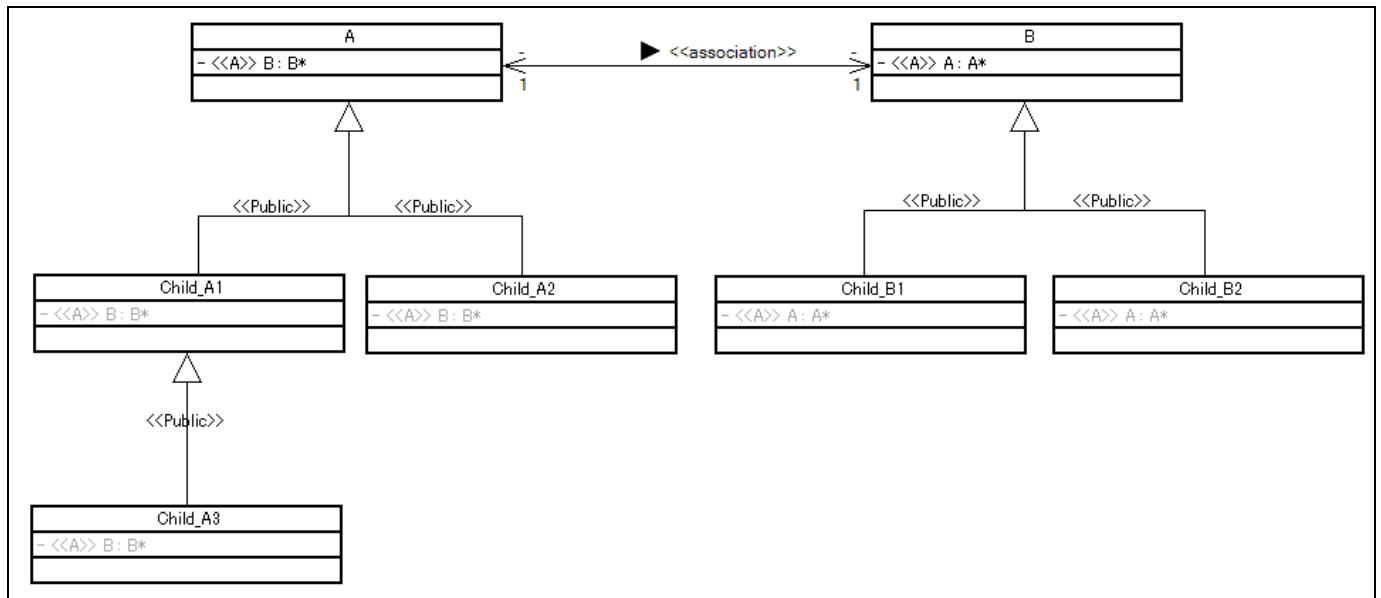 A
- <<A>> B : B*
-
1
▶ <<association>>
-
1
B
- <<A>> A : A*
<<Public>>
<<Public>>
<<Public>>
<<Public>>
Child_A1
- <<A>> B : B*
Child_A2
- <<A>> B : B*
Child_B1
- <<A>> A : A*
Child_B2
- <<A>> A : A*
<<Public>>
Child_A3
- <<A>> B : B*